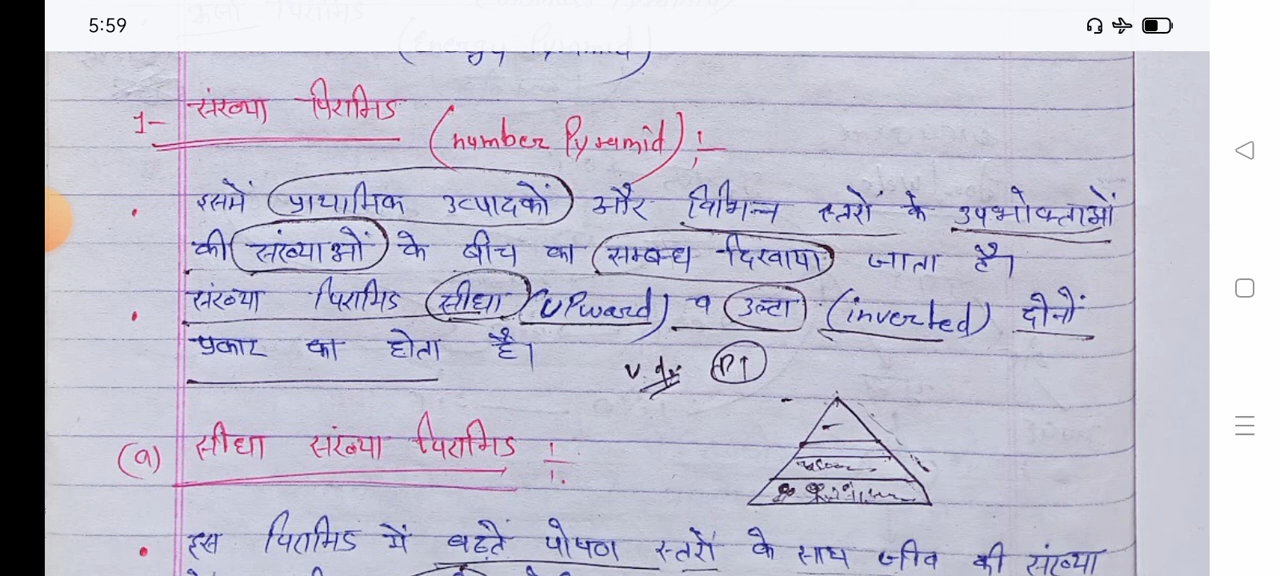 5:59
1- संख्या पिरामिड (number Pyramid) :-
• इसमें प्राथामिक उत्पादकों और विभिन्न स्तरों के उपभोक्ताओं
की संख्याओं के बीच का सम्बन्ध दिखाया जाता है।
• संख्या पिरामिड सीधा (UPward) व उल्टा (inverted) दोनों
प्रकार का होता है।
(a) सीधा संख्या पिरामिड :-
• इस पिरामिड में बढ़ते पोषण स्तरों के साथ जीव की संख्या